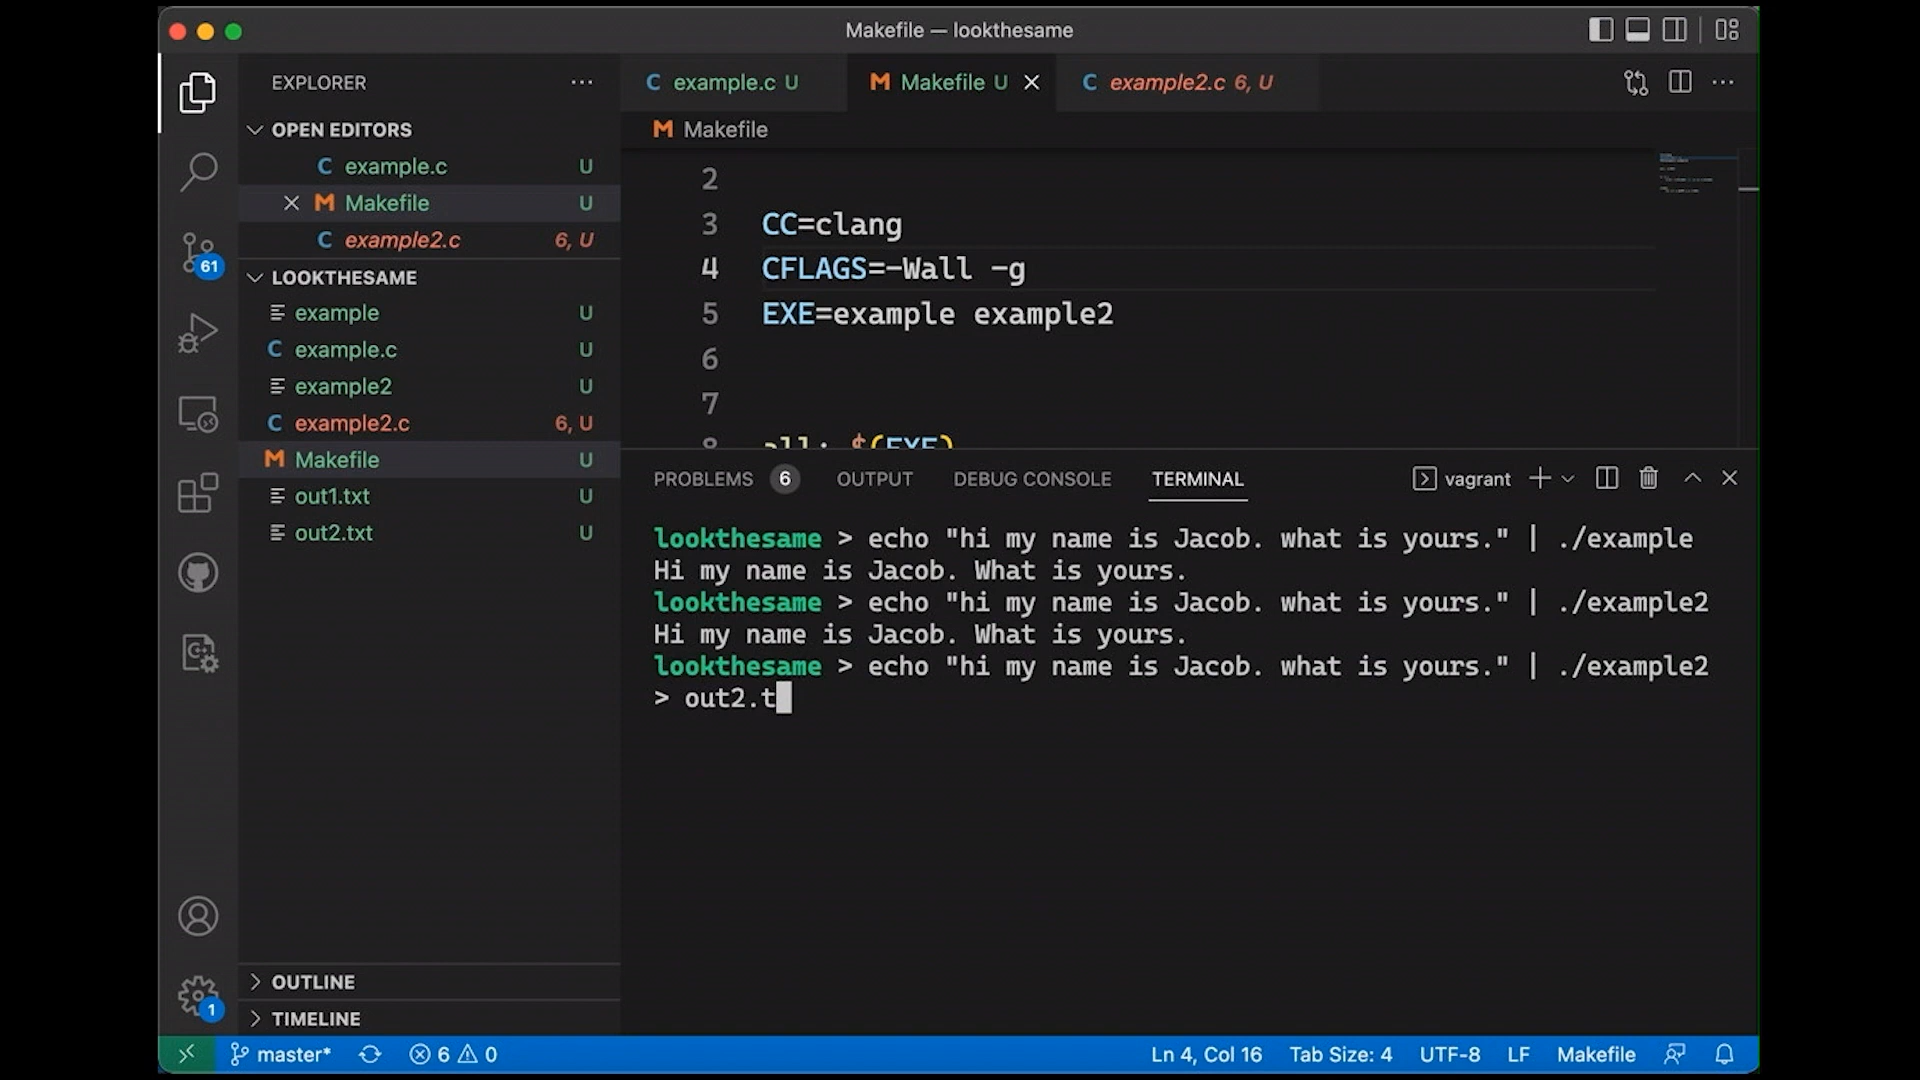 Makefile — lookthesame
EXPLORER ...
example.c U
Makefile U
example2.c 6, U
OPEN EDITORS
Makefile
example.c U
Makefile U
example2.c 6, U
LOOKTHESAME
example U
example.c U
example2 U
example2.c 6, U
Makefile U
out1.txt U
out2.txt U
61
2
3 CC=clang
4 CFLAGS=-Wall -g
5 EXE=example example2
6
7
8 all: $(EXE)
PROBLEMS 6 OUTPUT DEBUG CONSOLE TERMINAL vagrant
lookthesame > echo "hi my name is Jacob. what is yours." | ./example
Hi my name is Jacob. What is yours.
lookthesame > echo "hi my name is Jacob. what is yours." | ./example2
Hi my name is Jacob. What is yours.
lookthesame > echo "hi my name is Jacob. what is yours." | ./example2
> out2.t
OUTLINE
1
TIMELINE
master* 6 0 Ln 4, Col 16 Tab Size: 4 UTF-8 LF Makefile